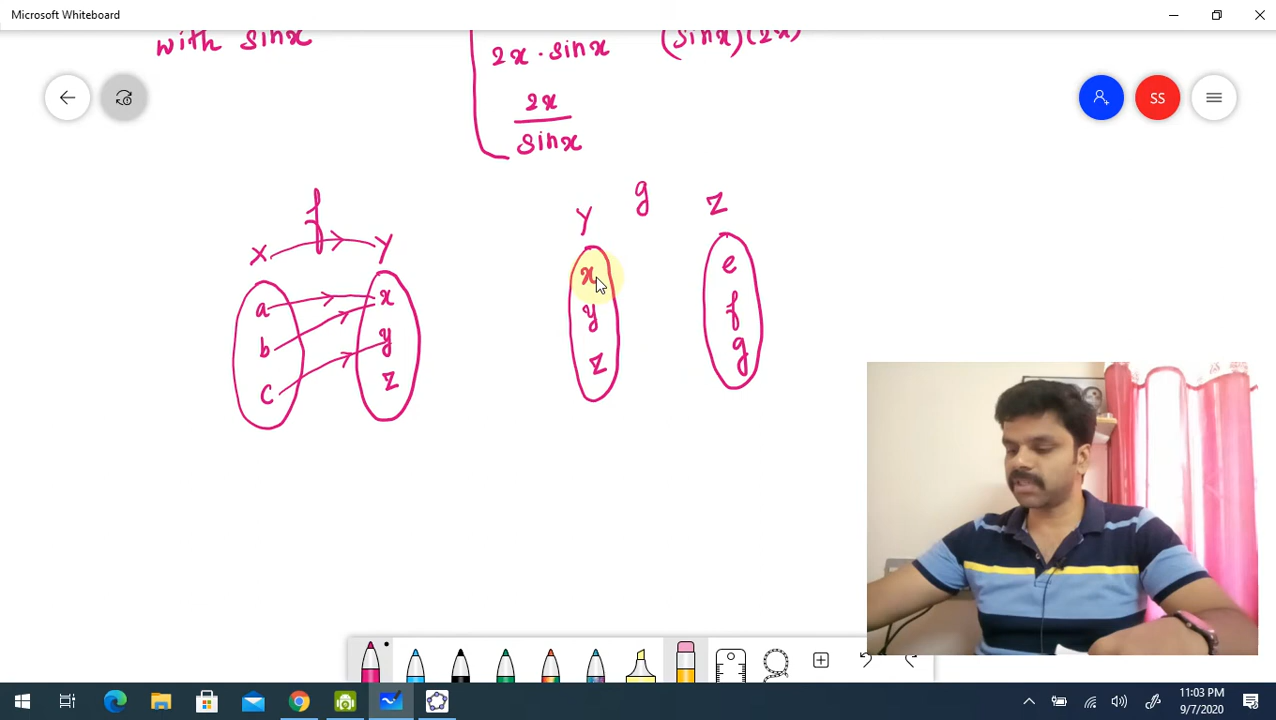 Microsoft Whiteboard
with sinx
2x · sinx
(sinx)(2x)
2x
sinx
SS
f
X Y
a
b
c
x
y
z
Y g Z
x
y
z
e
f
g
11:03 PM
9/7/2020